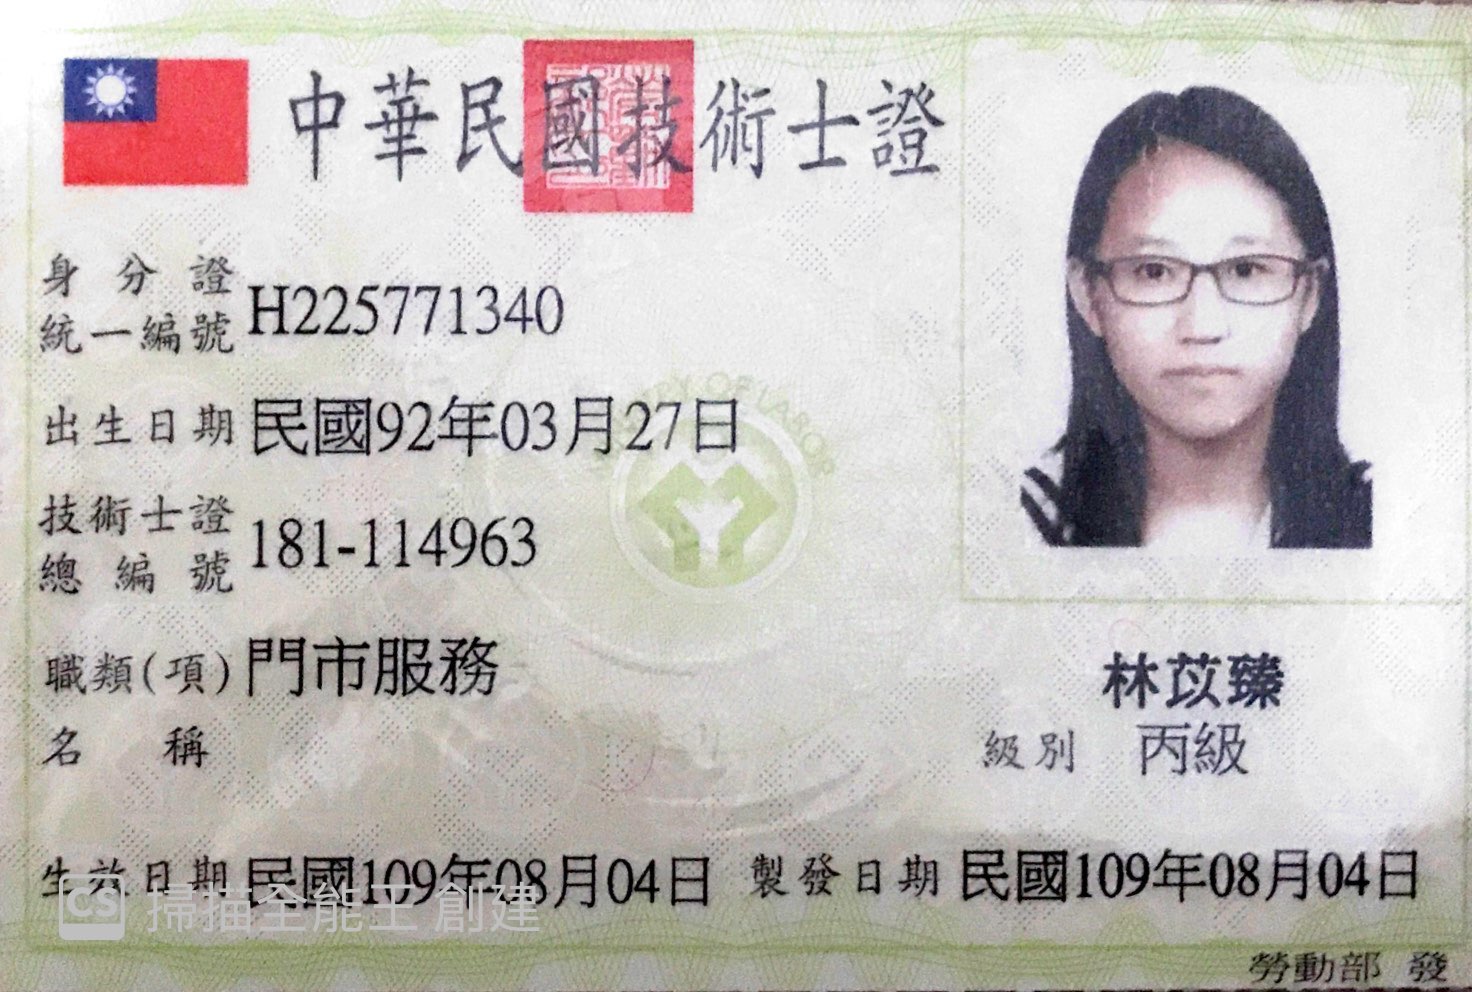 中華民國技術士證
身分證
統一編號 H225771340
出生日期 民國92年03月27日
MINISTRY OF LABOR
技術士證
總編號 181-114963
職類(項) 門市服務
名稱
林苡臻
級別 丙級
生效日期 民國109年08月04日 製發日期 民國109年08月04日
CS 掃描全能王 創建
勞動部 發